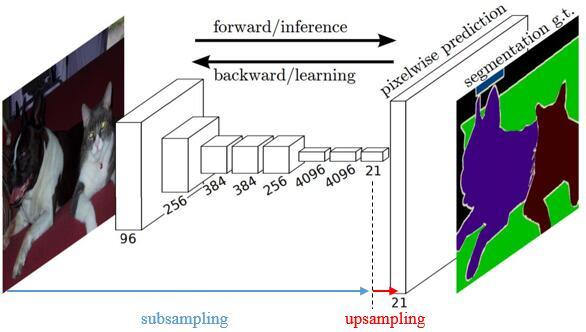 forward/inference
backward/learning
pixelwise prediction
segmentation g.t.
96
256
384
384
256
4096
4096
21
21
subsampling
upsampling